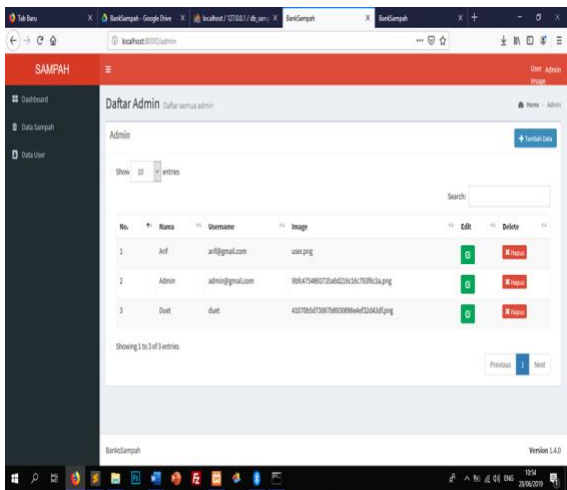 Tab Baru
BankSampah - Google Drive
localhost / 127.0.0.1 / db_samp
BankSampah
BankSampah
localhost:8000/admin
SAMPAH
User Image
Admin
Dashboard
Data Sampah
Data User
Daftar Admin Daftar semua admin
Home Admin
Admin
Tambah Data
Show 10 entries
Search:
No. Nama Username Image Edit Delete
1 Arif arif@gmail.com user.png Hapus
2 Admin admin@gmail.com Hapus
3 Duet duet Hapus
Showing 1 to 3 of 3 entries
Previous 1 Next
BanksSampah
Version 1.4.0
ENG
10:54
28/06/2019